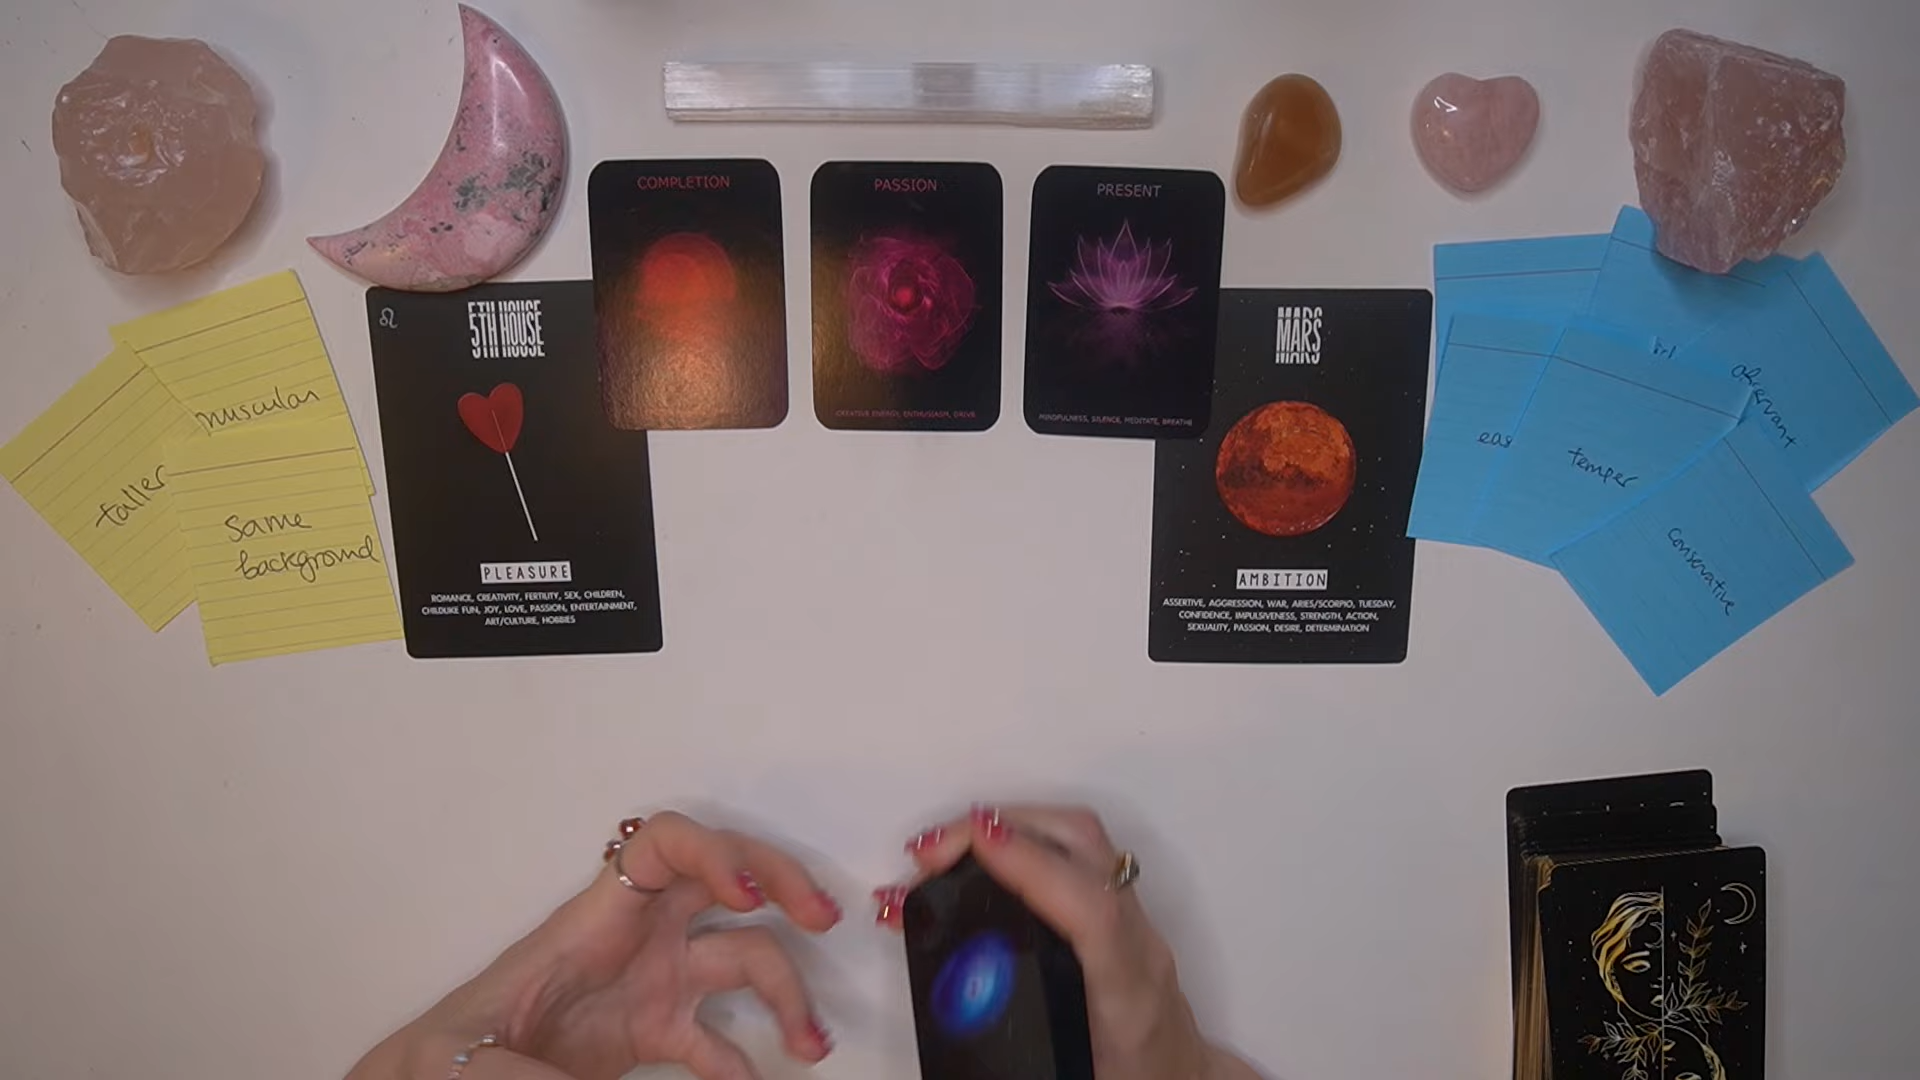 COMPLETION
PASSION
CREATIVE ENERGY, ENTHUSIASM, DRIVE
PRESENT
MINDFULNESS, SILENCE, MEDITATE, BREATHE
5TH HOUSE
PLEASURE
ROMANCE, CREATIVITY, FERTILITY, SEX, CHILDREN,
CHILDLIKE FUN, JOY, LOVE, PASSION, ENTERTAINMENT,
ART/CULTURE, HOBBIES
MARS
AMBITION
ASSERTIVE, AGGRESSION, WAR, ARIES/SCORPIO, TUESDAY,
CONFIDENCE, IMPULSIVENESS, STRENGTH, ACTION,
SEXUALITY, PASSION, DESIRE, DETERMINATION
muscular
taller
same
background
eas
temper
observant
conservative